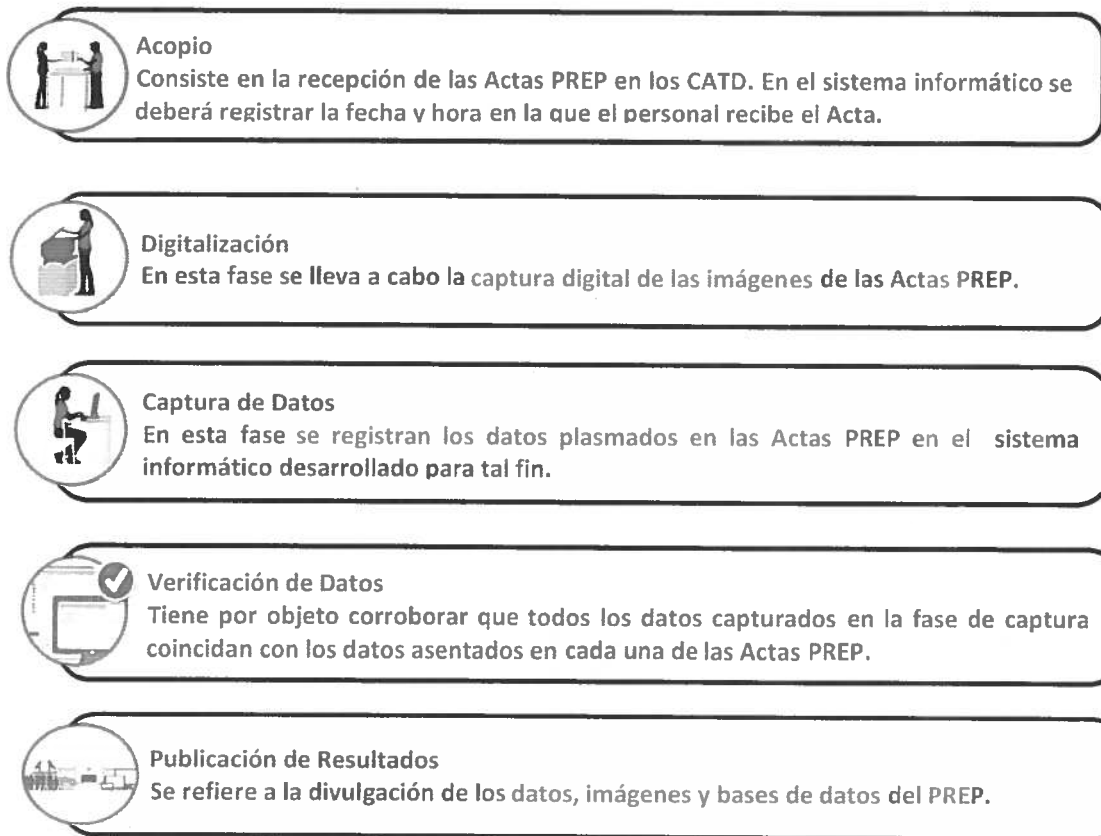 Acopio
Consiste en la recepción de las Actas PREP en los CATD. En el sistema informático se
deberá registrar la fecha y hora en la que el personal recibe el Acta.
Digitalización
En esta fase se lleva a cabo la captura digital de las imágenes de las Actas PREP.
Captura de Datos
En esta fase se registran los datos plasmados en las Actas PREP en el sistema
informático desarrollado para tal fin.
Verificación de Datos
Tiene por objeto corroborar que todos los datos capturados en la fase de captura
coincidan con los datos asentados en cada una de las Actas PREP.
Publicación de Resultados
Se refiere a la divulgación de los datos, imágenes y bases de datos del PREP.